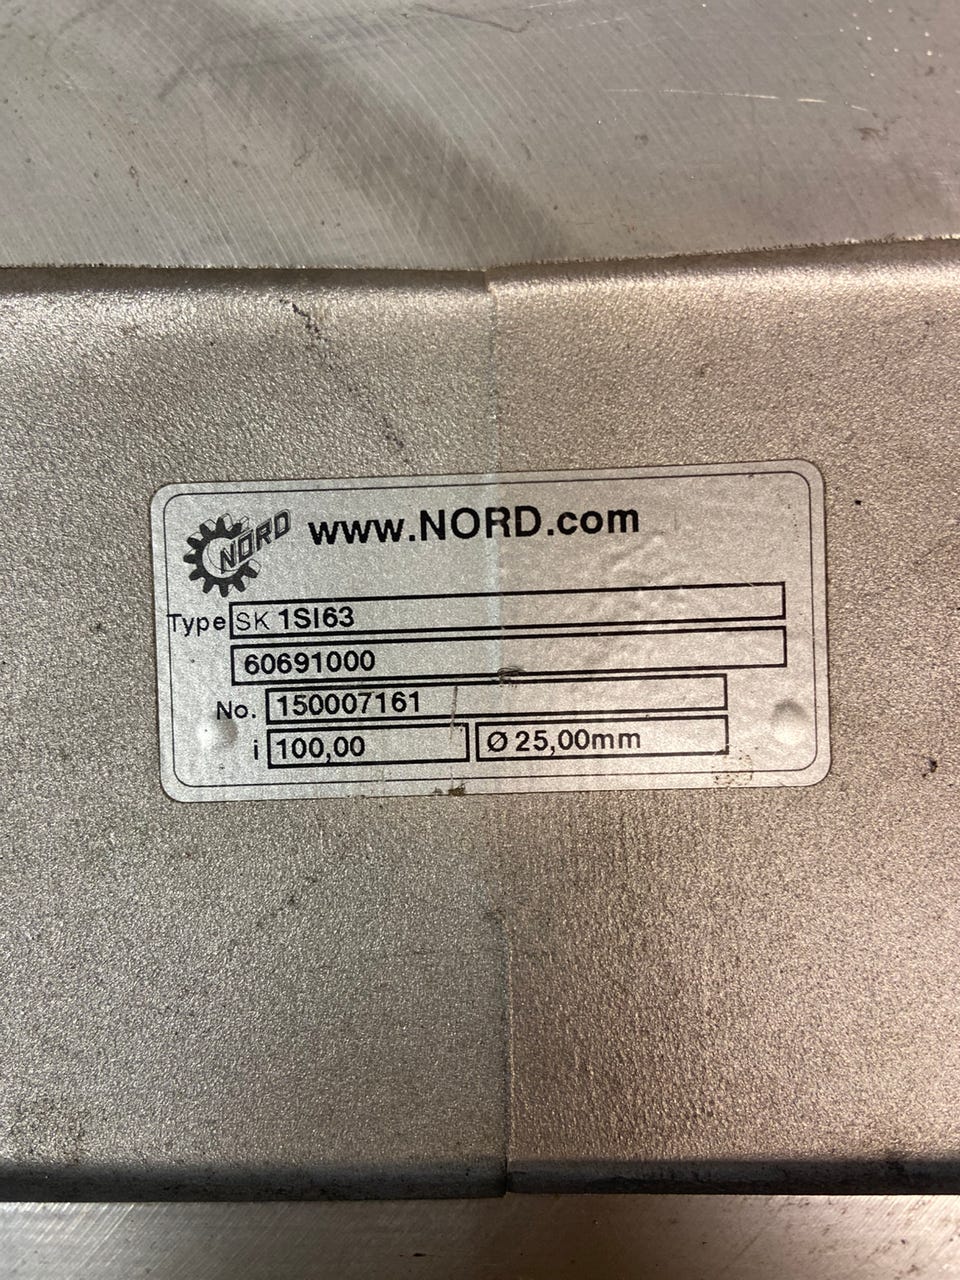 NORD www.NORD.com
Type SK 1SI63
60691000
No. 150007161
i 100,00 Ø 25,00mm